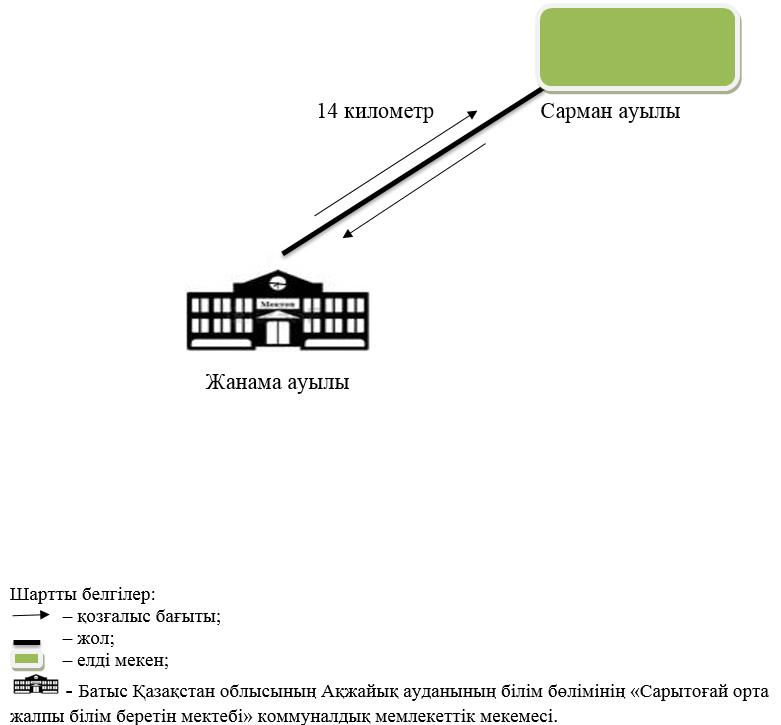 14 километр
Сарман ауылы
Мектеп
Жанама ауылы
Шартты белгілер:
– қозғалыс бағыты;
– жол;
– елді мекен;
- Батыс Қазақстан облысының Ақжайық ауданының білім бөлімінің «Сарытоғай орта
жалпы білім беретін мектебі» коммуналдық мемлекеттік мекемесі.